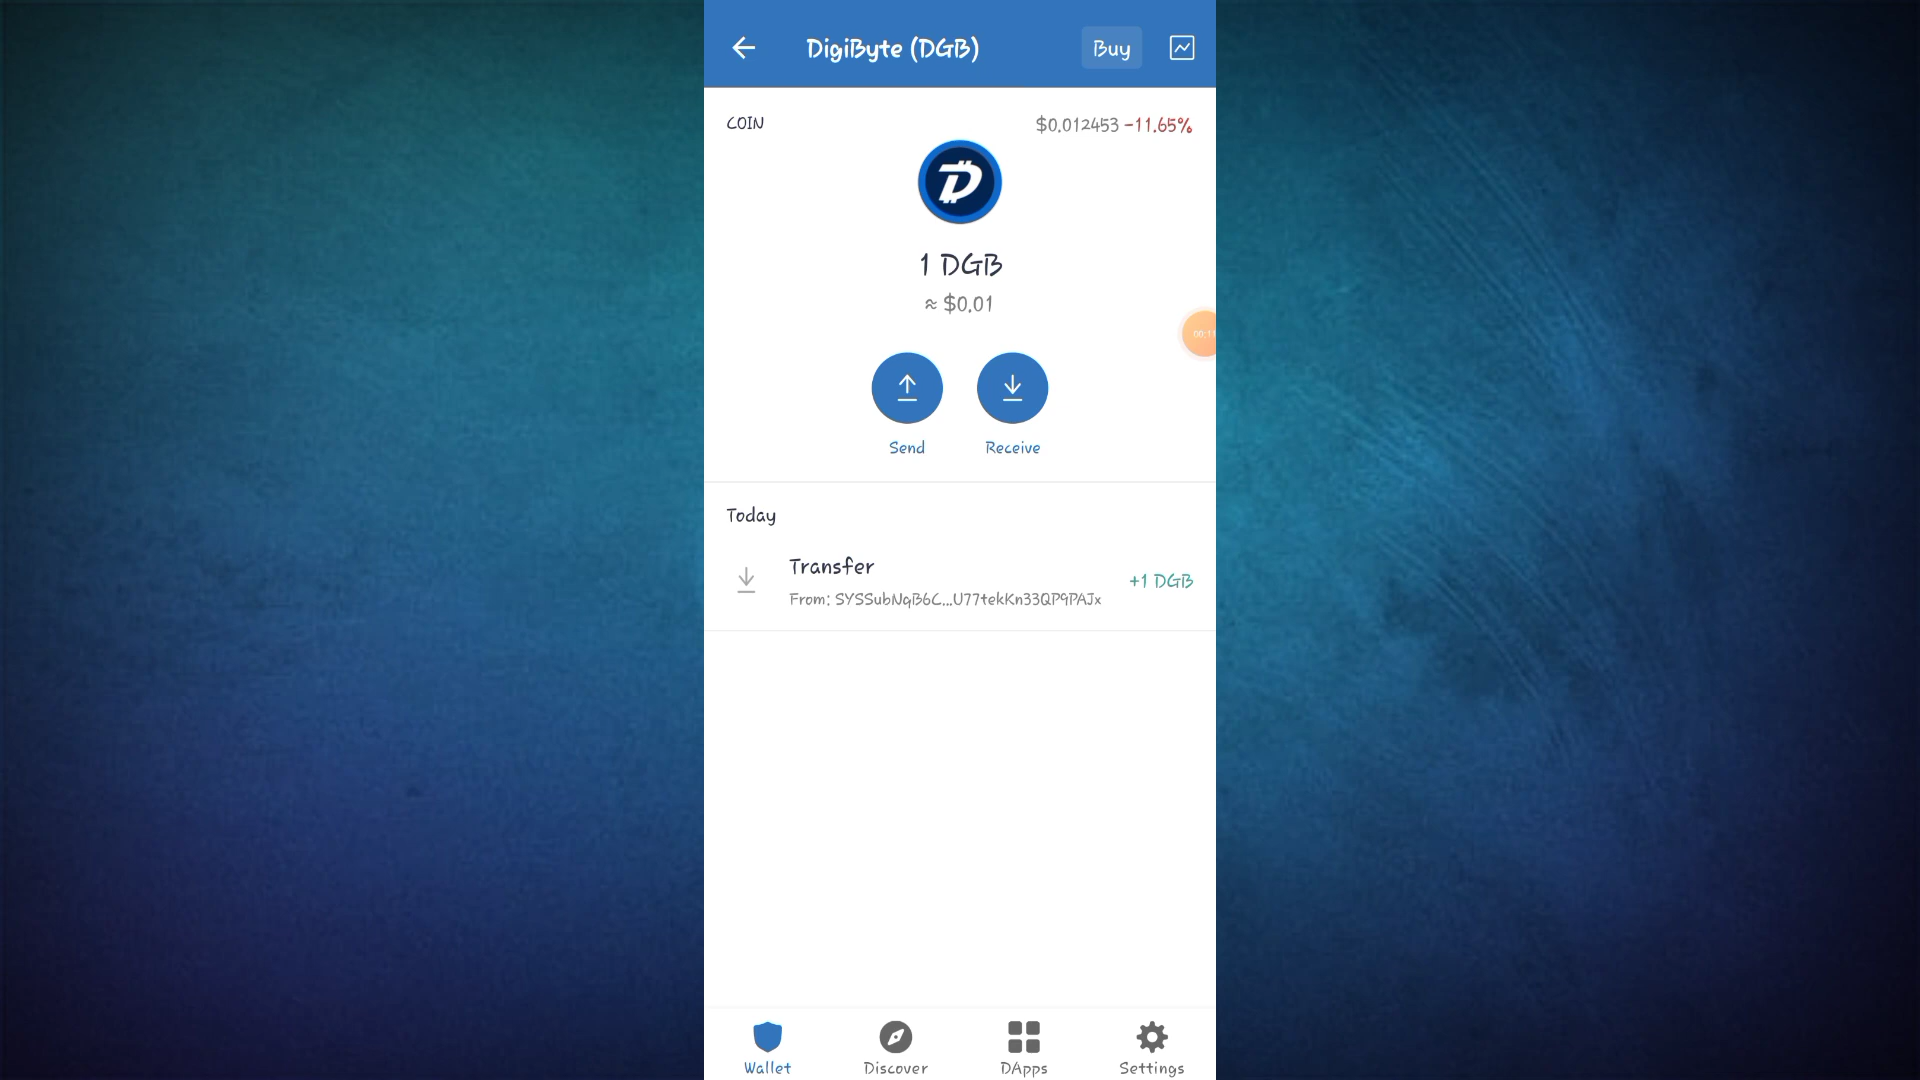 DigiByte (DGB)
Buy
COIN
$0.012453 -11.65%
1 DGB
≈ $0.01
Send
Receive
Today
Transfer
+1 DGB
From: SYSSubNqB6C...U77tekKn33QP9PAJx
Wallet
Discover
DApps
Settings